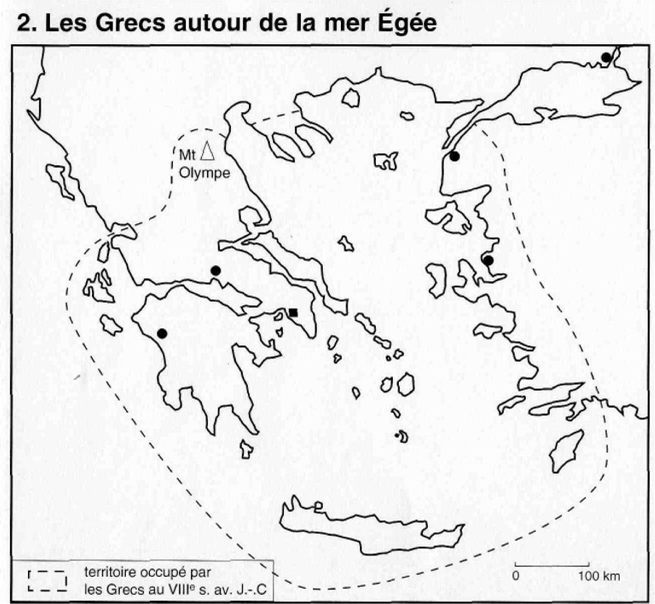 2. Les Grecs autour de la mer Égée
Mt
Olympe
territoire occupé par
les Grecs au VIIIe s. av. J.-.C
0 100 km